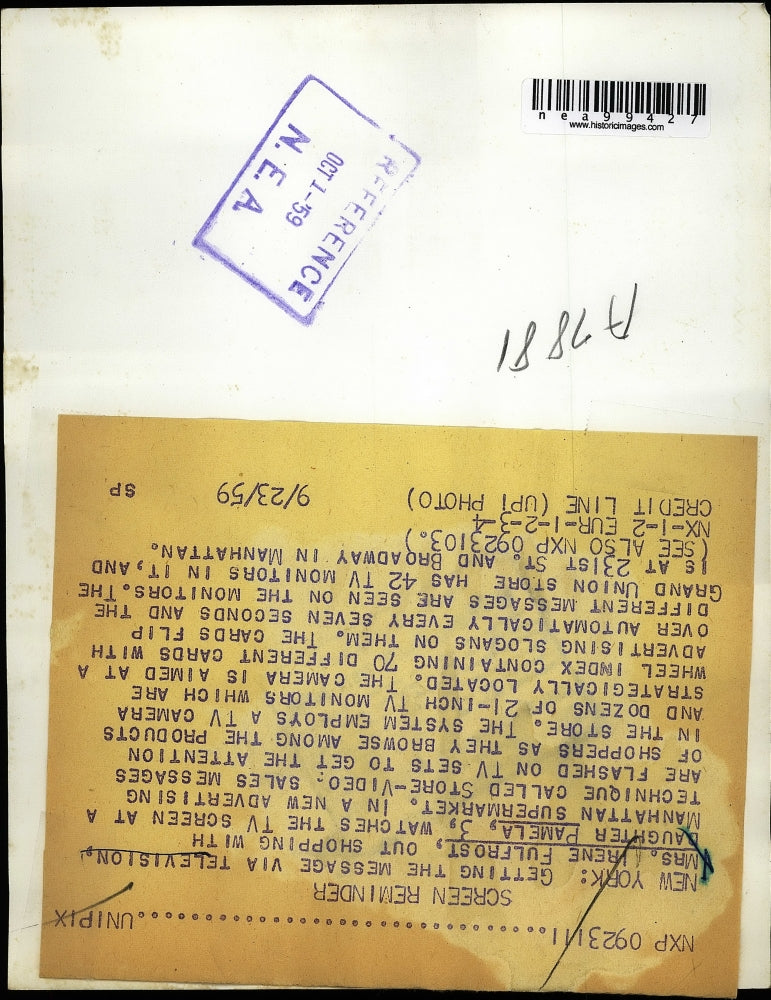 nea99427
www.historicimages.com
REFERENCE
OCT 1-'59
N.E.A.
A7881
NXP 0923111..............................UNIPIX
SCREEN REMINDER
NEW YORK: GETTING THE MESSAGE VIA TELEVISION,
MRS. IRENE FULFROST, OUT SHOPPING WITH
DAUGHTER PAMELA, 3, WATCHES THE TV SCREEN AT A
MANHATTAN SUPERMARKET. IN A NEW ADVERTISING
TECHNIQUE CALLED STORE-VIDEO, SALES MESSAGES
ARE FLASHED ON TV SETS TO GET THE ATTENTION
OF SHOPPERS AS THEY BROWSE AMONG THE PRODUCTS
IN THE STORE. THE SYSTEM EMPLOYS A TV CAMERA
AND DOZENS OF 21-INCH TV MONITORS WHICH ARE
STRATEGICALLY LOCATED. THE CAMERA IS AIMED AT A
WHEEL INDEX CONTAINING 70 DIFFERENT CARDS WITH
ADVERTISING SLOGANS ON THEM. THE CARDS FLIP
OVER AUTOMATICALLY EVERY SEVEN SECONDS AND THE
DIFFERENT MESSAGES ARE SEEN ON THE MONITORS. THE
GRAND UNION STORE HAS 42 TV MONITORS IN IT, AND
IS AT 231ST ST. AND BROADWAY IN MANHATTAN.
(SEE ALSO NXP 0923103.)
NX-1-2 EUR-1-2-3-4
CREDIT LINE (UPI PHOTO) 9/23/59 SP